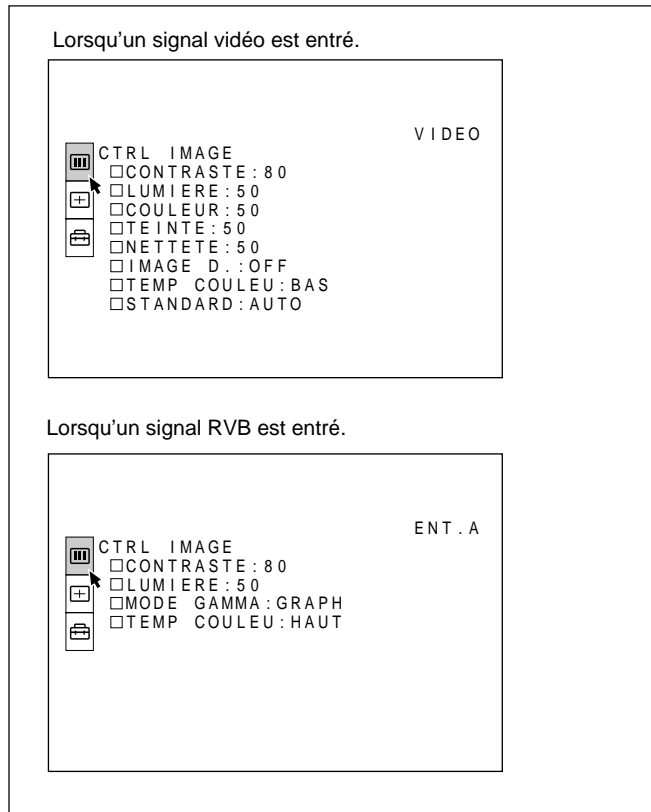 Lorsqu'un signal vidéo est entré.
VIDEO
CTRL IMAGE
□CONTRASTE:80
□LUMIERE:50
□COULEUR:50
□TEINTE:50
□NETTETE:50
□IMAGE D.:OFF
□TEMP COULEU:BAS
□STANDARD:AUTO
Lorsqu'un signal RVB est entré.
ENT.A
CTRL IMAGE
□CONTRASTE:80
□LUMIERE:50
□MODE GAMMA:GRAPH
□TEMP COULEU:HAUT